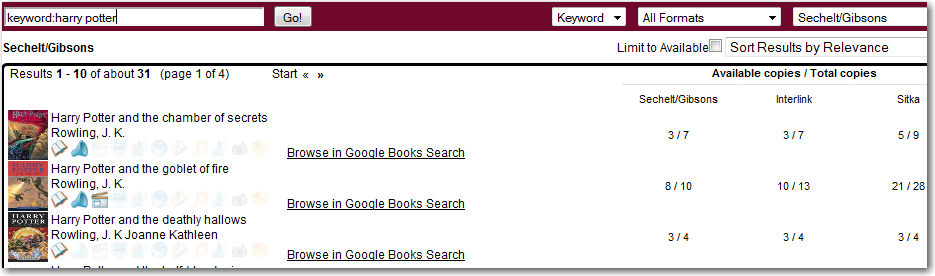 keyword:harry potter Go! Keyword All Formats Sechelt/Gibsons
Sechelt/Gibsons Limit to Available Sort Results by Relevance
Results 1 - 10 of about 31 (page 1 of 4) Start « » Available copies / Total copies
Sechelt/Gibsons Interlink Sitka
Harry Potter and the chamber of secrets
Rowling, J. K. 3 / 7 3 / 7 5 / 9
Browse in Google Books Search
Harry Potter and the goblet of fire
Rowling, J. K. 8 / 10 10 / 13 21 / 28
Browse in Google Books Search
HARRY POTTER
Harry Potter and the deathly hallows
Rowling, J. K Joanne Kathleen 3 / 4 3 / 4 3 / 4
Browse in Google Books Search